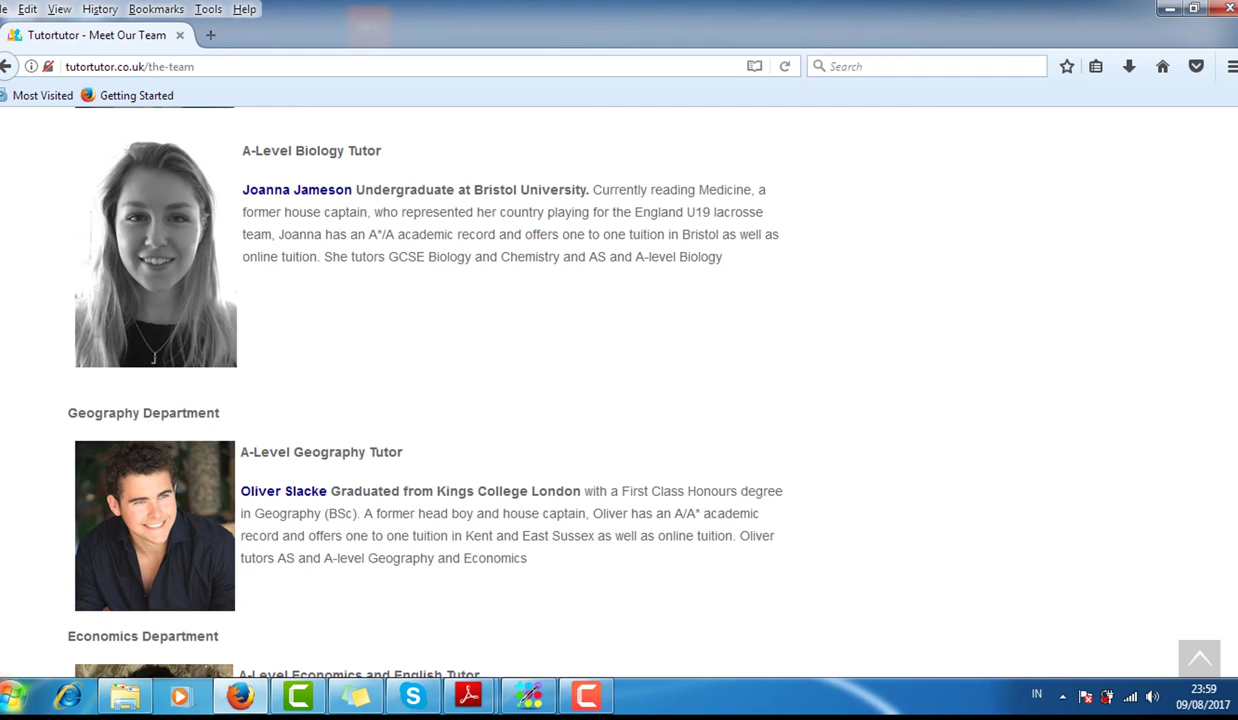 Edit View History Bookmarks Tools Help
Tutortutor - Meet Our Team
tutortutor.co.uk/the-team
Search
Most Visited Getting Started
A-Level Biology Tutor
Joanna Jameson Undergraduate at Bristol University. Currently reading Medicine, a
former house captain, who represented her country playing for the England U19 lacrosse
team, Joanna has an A*/A academic record and offers one to one tuition in Bristol as well as
online tuition. She tutors GCSE Biology and Chemistry and AS and A-level Biology
Geography Department
A-Level Geography Tutor
Oliver Slacke Graduated from Kings College London with a First Class Honours degree
in Geography (BSc). A former head boy and house captain, Oliver has an A/A* academic
record and offers one to one tuition in Kent and East Sussex as well as online tuition. Oliver
tutors AS and A-level Geography and Economics
Economics Department
A-Level Economics and English Tutor
IN
23:59
09/08/2017